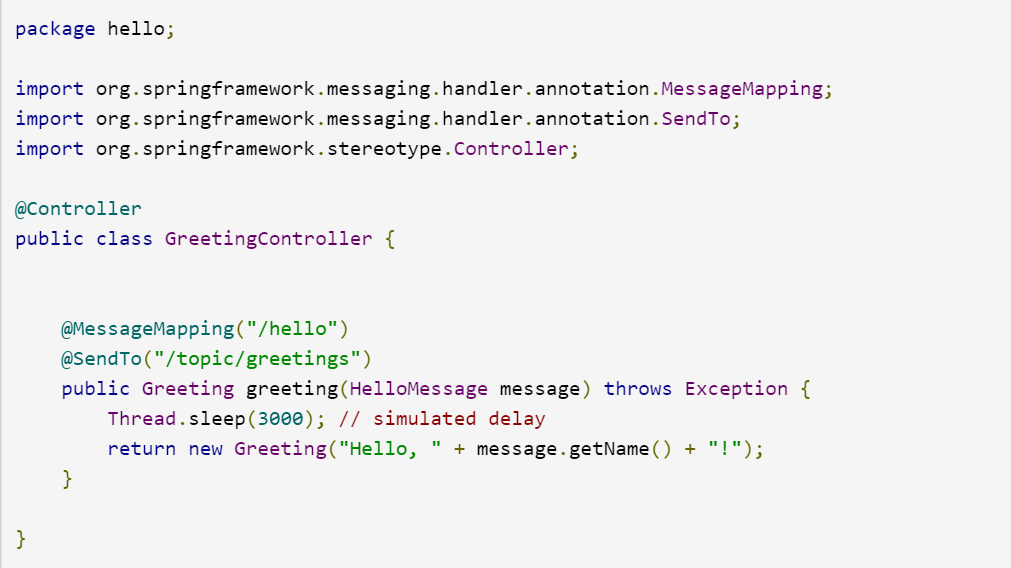 package hello;

import org.springframework.messaging.handler.annotation.MessageMapping;
import org.springframework.messaging.handler.annotation.SendTo;
import org.springframework.stereotype.Controller;

@Controller
public class GreetingController {


    @MessageMapping("/hello")
    @SendTo("/topic/greetings")
    public Greeting greeting(HelloMessage message) throws Exception {
        Thread.sleep(3000); // simulated delay
        return new Greeting("Hello, " + message.getName() + "!");
    }

}